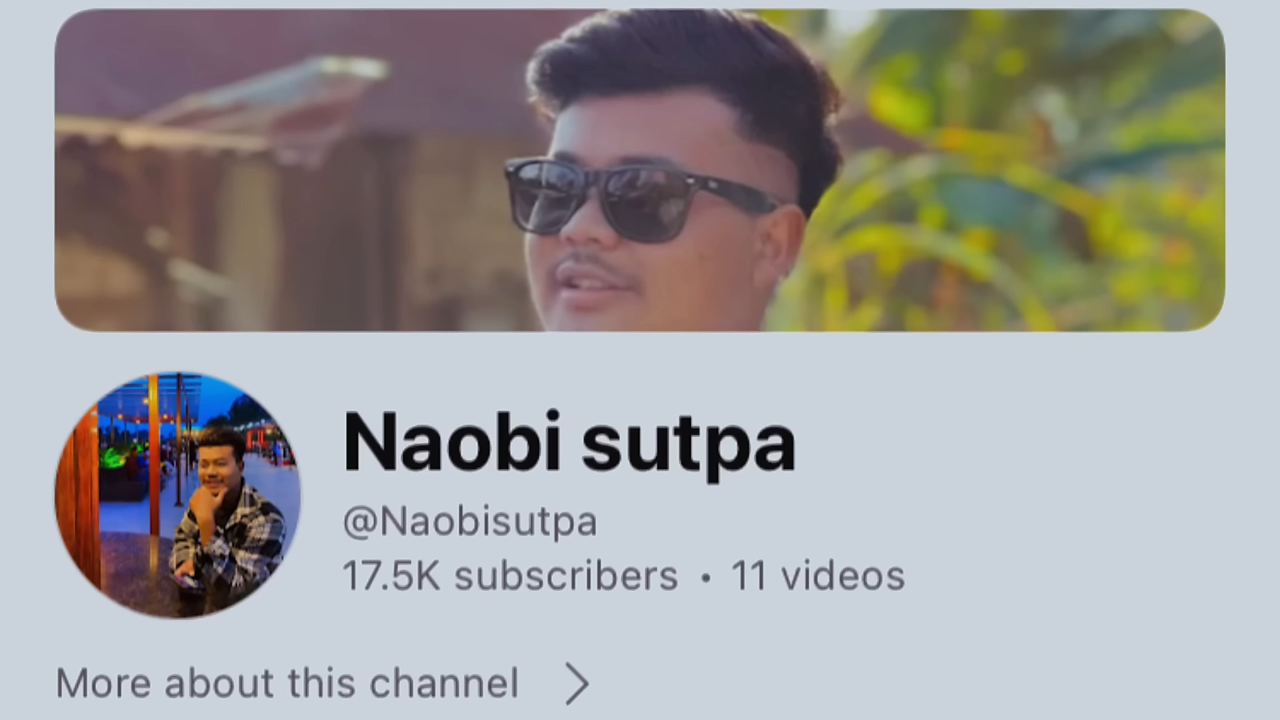 Naobi sutpa
@Naobisutpa
17.5K subscribers • 11 videos
More about this channel